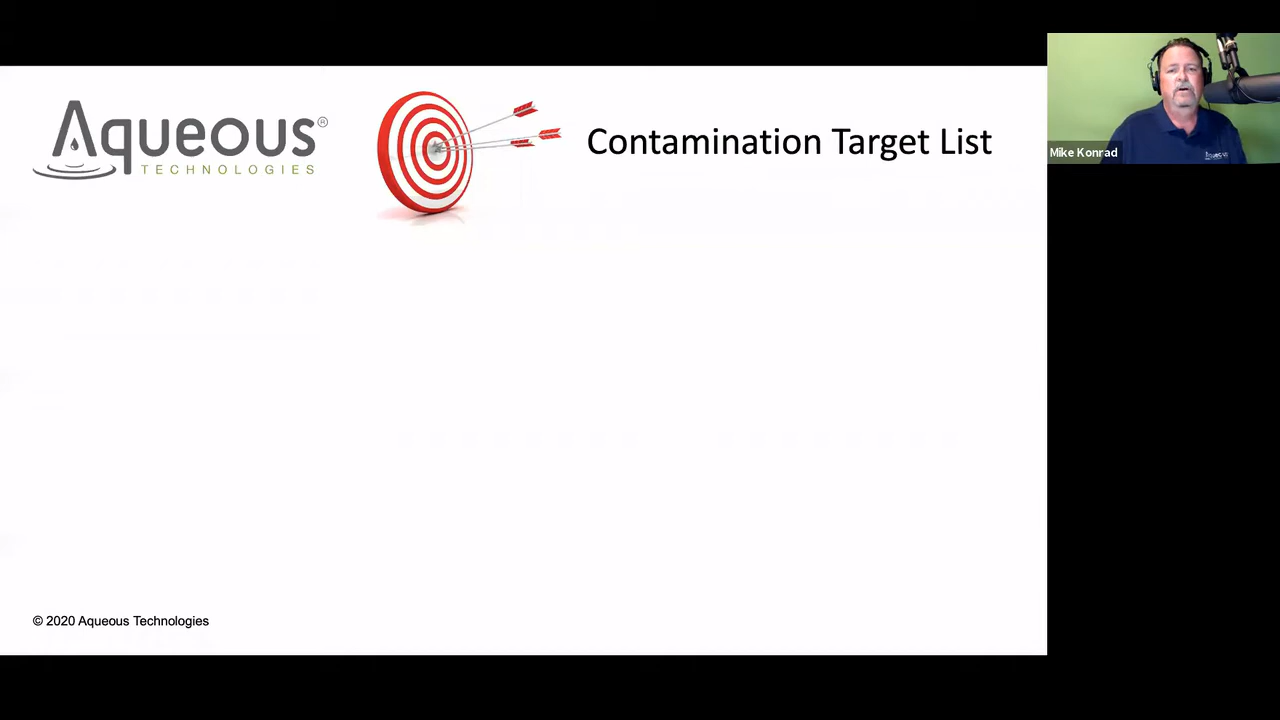 Aqueous®
TECHNOLOGIES
Contamination Target List
Mike Konrad
© 2020 Aqueous Technologies